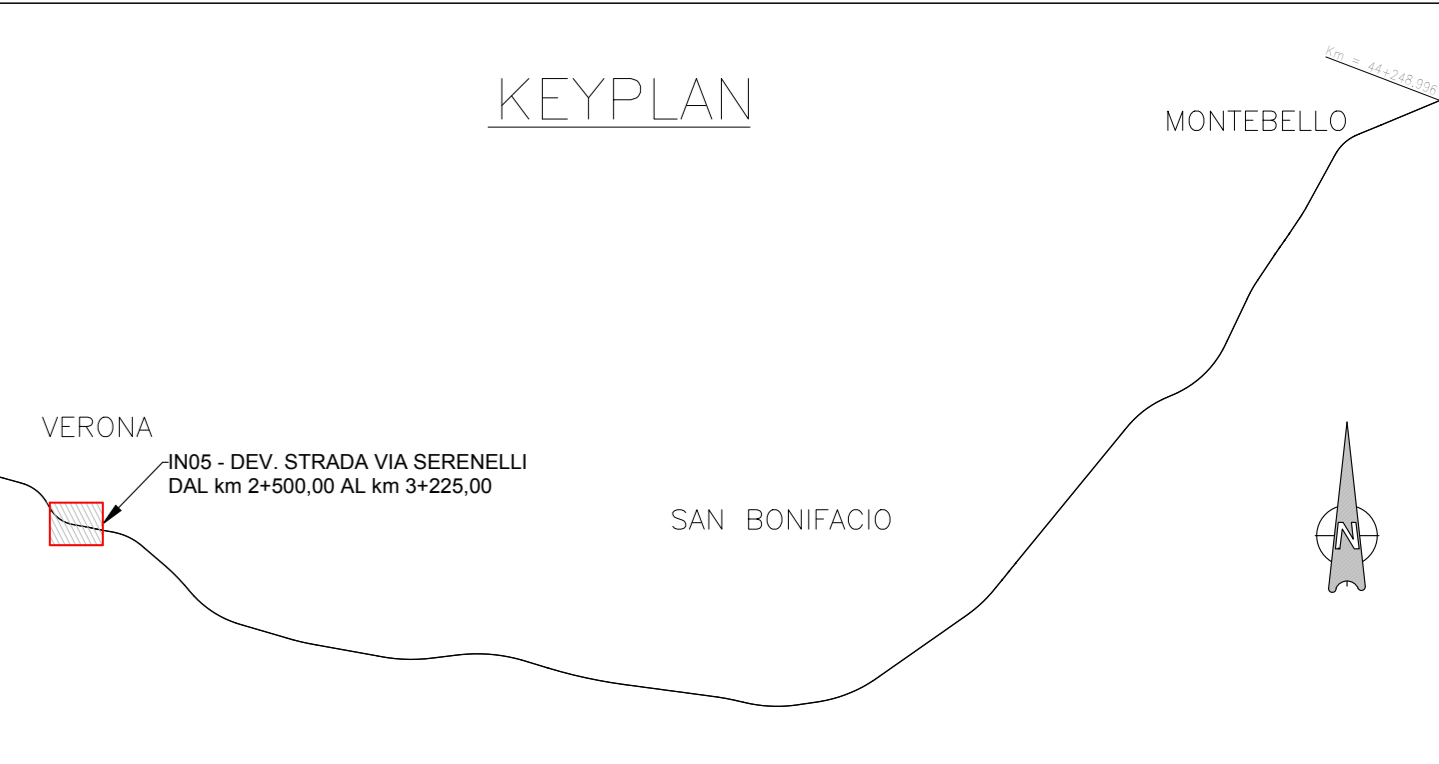 KEYPLAN
Km = 44+248.996
MONTEBELLO
VERONA
IN05 - DEV. STRADA VIA SERENELLI
DAL km 2+500,00 AL km 3+225,00
SAN BONIFACIO
N